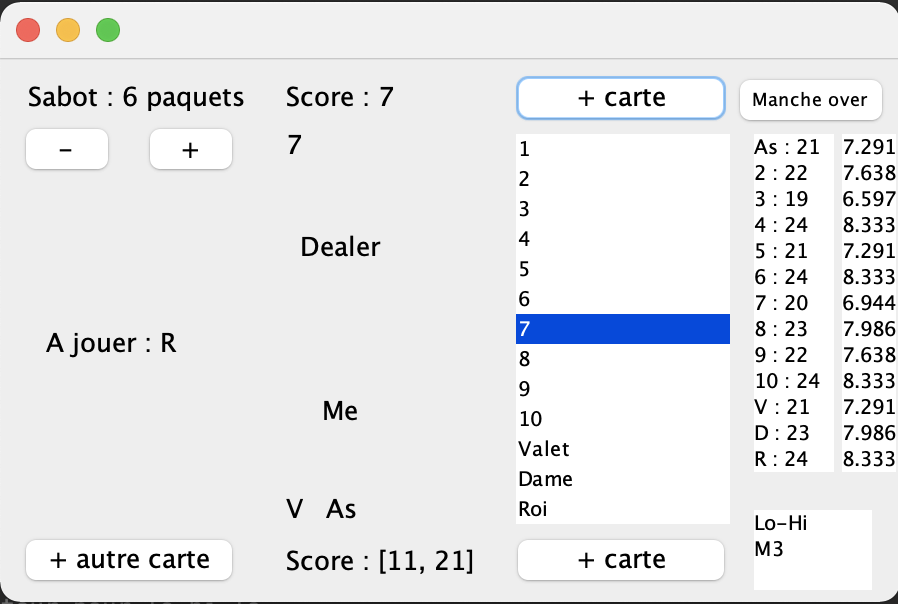 Sabot : 6 paquets
-
+
Score : 7
7
Dealer
A jouer : R
Me
V As
Score : [11, 21]
+ autre carte
+ carte
1
2
3
4
5
6
7
8
9
10
Valet
Dame
Roi
+ carte
Manche over
As : 21 7.291
2 : 22 7.638
3 : 19 6.597
4 : 24 8.333
5 : 21 7.291
6 : 24 8.333
7 : 20 6.944
8 : 23 7.986
9 : 22 7.638
10 : 24 8.333
V : 21 7.291
D : 23 7.986
R : 24 8.333
Lo-Hi
M3